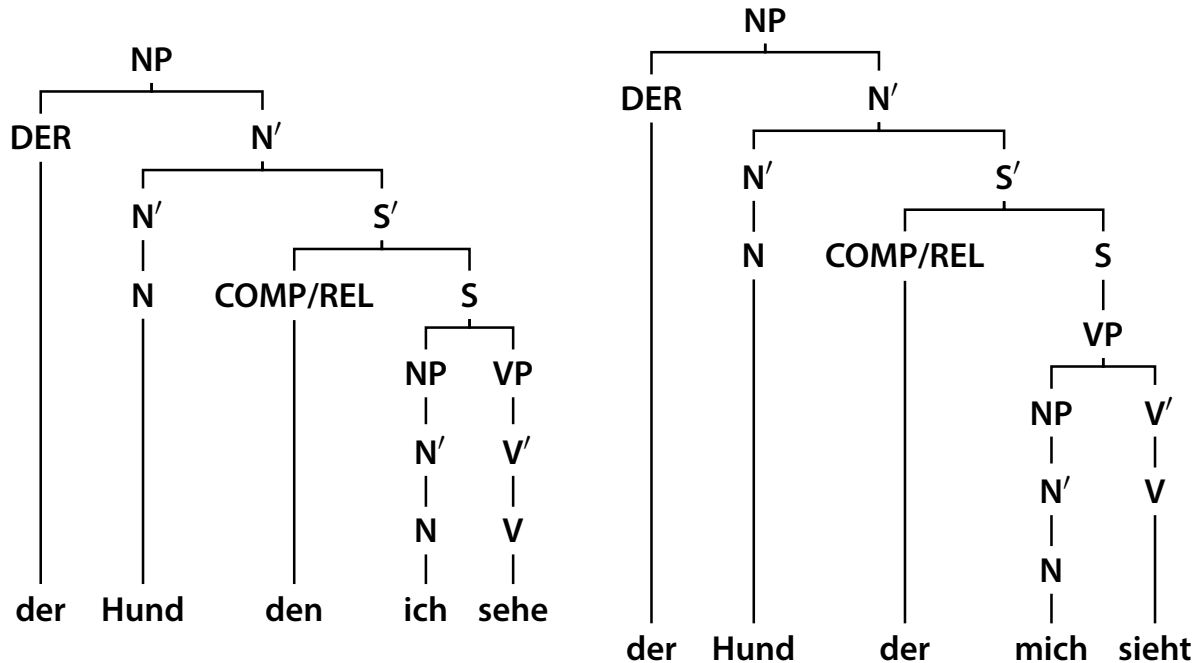 NP
DER N′
N′ S′
N COMP/REL S
NP VP
N′ V′
N V
der Hund den ich sehe
NP
DER N′
N′ S′
N COMP/REL S
VP
NP V′
N′ V
N
der Hund der mich sieht